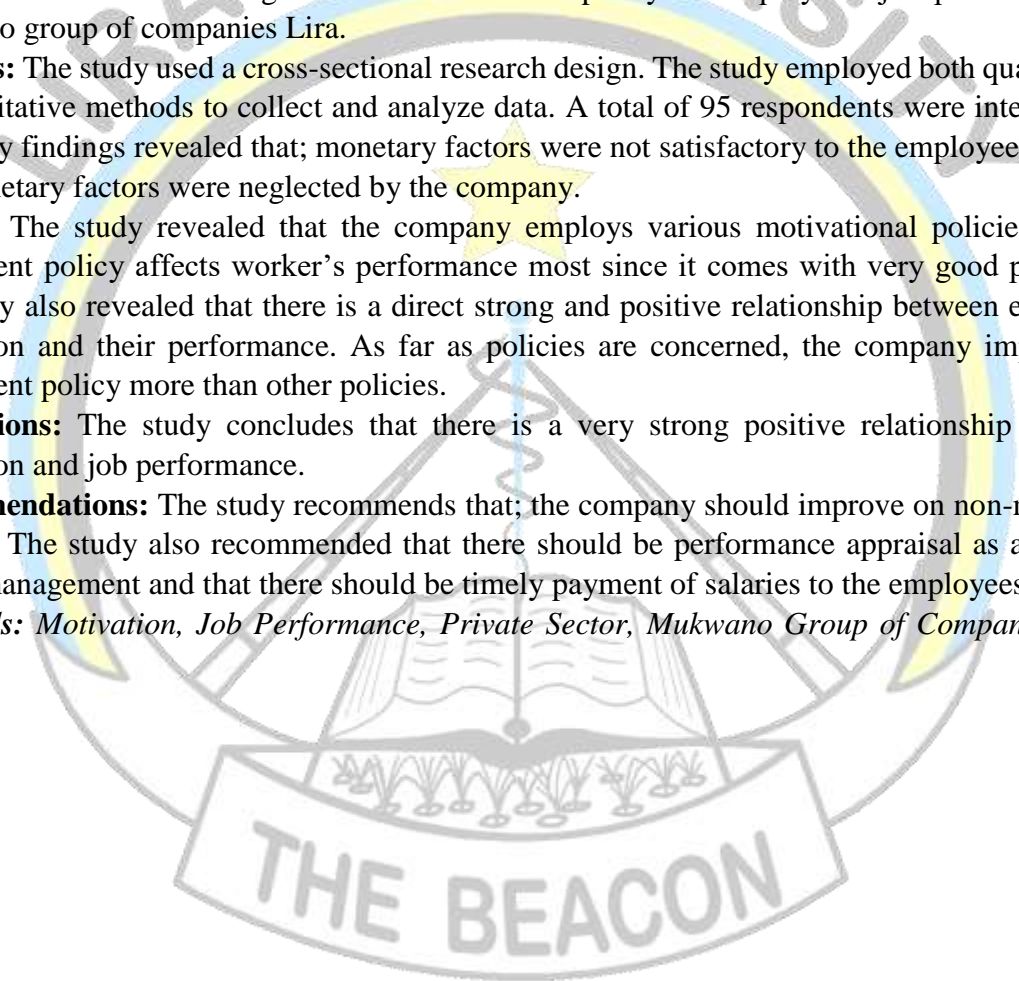 LIRA
SITY
o group of companies Lira.
s: The study used a cross-sectional research design. The study employed both qua
itative methods to collect and analyze data. A total of 95 respondents were inte
y findings revealed that; monetary factors were not satisfactory to the employee
netary factors were neglected by the company.
The study revealed that the company employs various motivational policie
ent policy affects worker's performance most since it comes with very good p
y also revealed that there is a direct strong and positive relationship between e
on and their performance. As far as policies are concerned, the company im
ent policy more than other policies.
ions: The study concludes that there is a very strong positive relationship
on and job performance.
mendations: The study recommends that; the company should improve on non-
The study also recommended that there should be performance appraisal as a
management and that there should be timely payment of salaries to the employees
ds: Motivation, Job Performance, Private Sector, Mukwano Group of Compan
THE BEACON